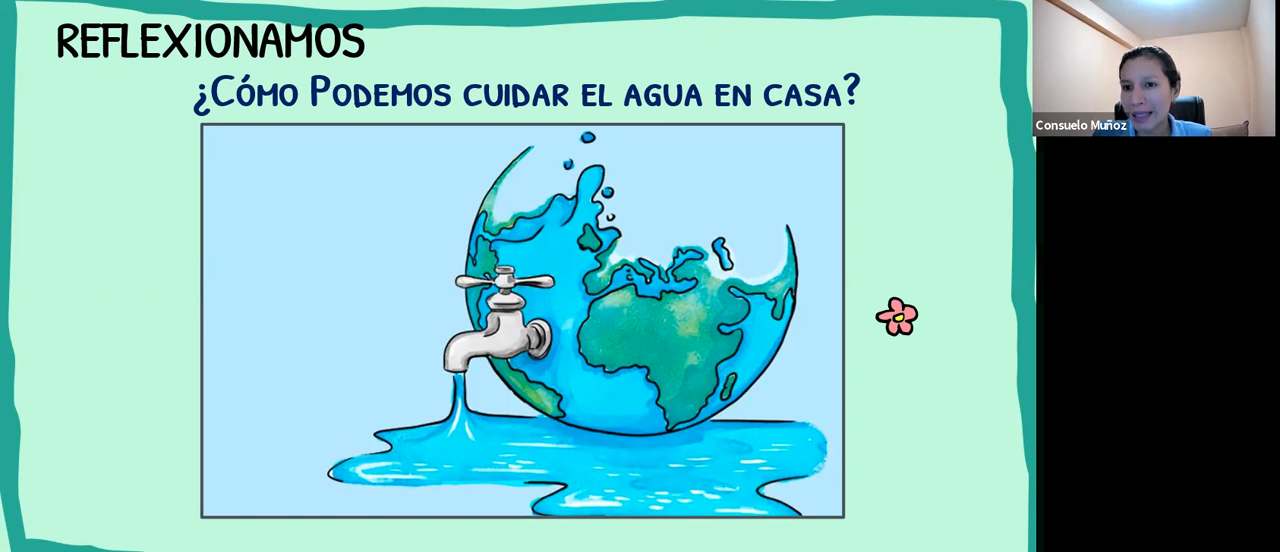 REFLEXIONAMOS
¿Cómo Podemos cuidar el agua en casa?
Consuelo Muñoz